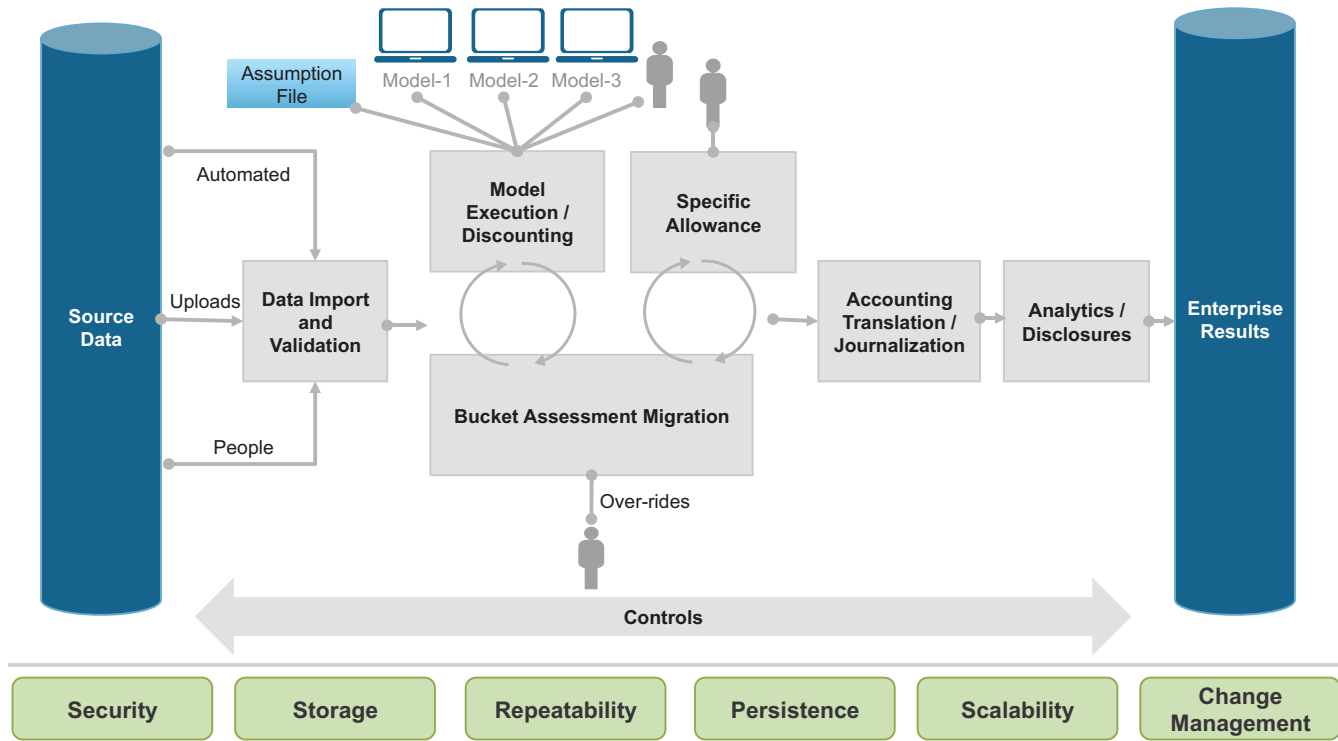 Assumption
File
Model-1
Model-2
Model-3
Automated
Model
Execution /
Discounting
Specific
Allowance
Source
Data
Uploads
Data Import
and
Validation
Accounting
Translation /
Journalization
Analytics /
Disclosures
Enterprise
Results
Bucket Assessment Migration
People
Over-rides
Controls
Security
Storage
Repeatability
Persistence
Scalability
Change
Management